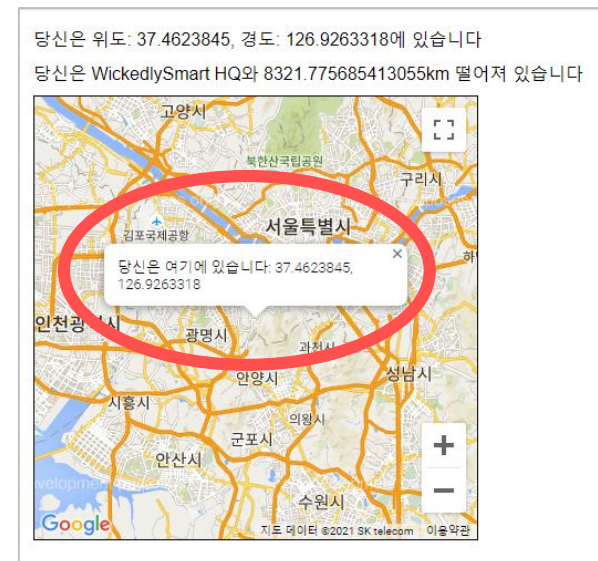 당신은 위도: 37.4623845, 경도: 126.9263318에 있습니다
당신은 WickedlySmart HQ와 8321.775685413055km 떨어져 있습니다
고양시
북한산국립공원
구리시
서울특별시
김포국제공항
하
당신은 여기에 있습니다: 37.4623845,
126.9263318
인천광역시
광명시
과천시
안양시
성남시
시흥시
의왕시
군포시
안산시
수원시
Google
지도 데이터 ©2021 SK telecom 이용약관